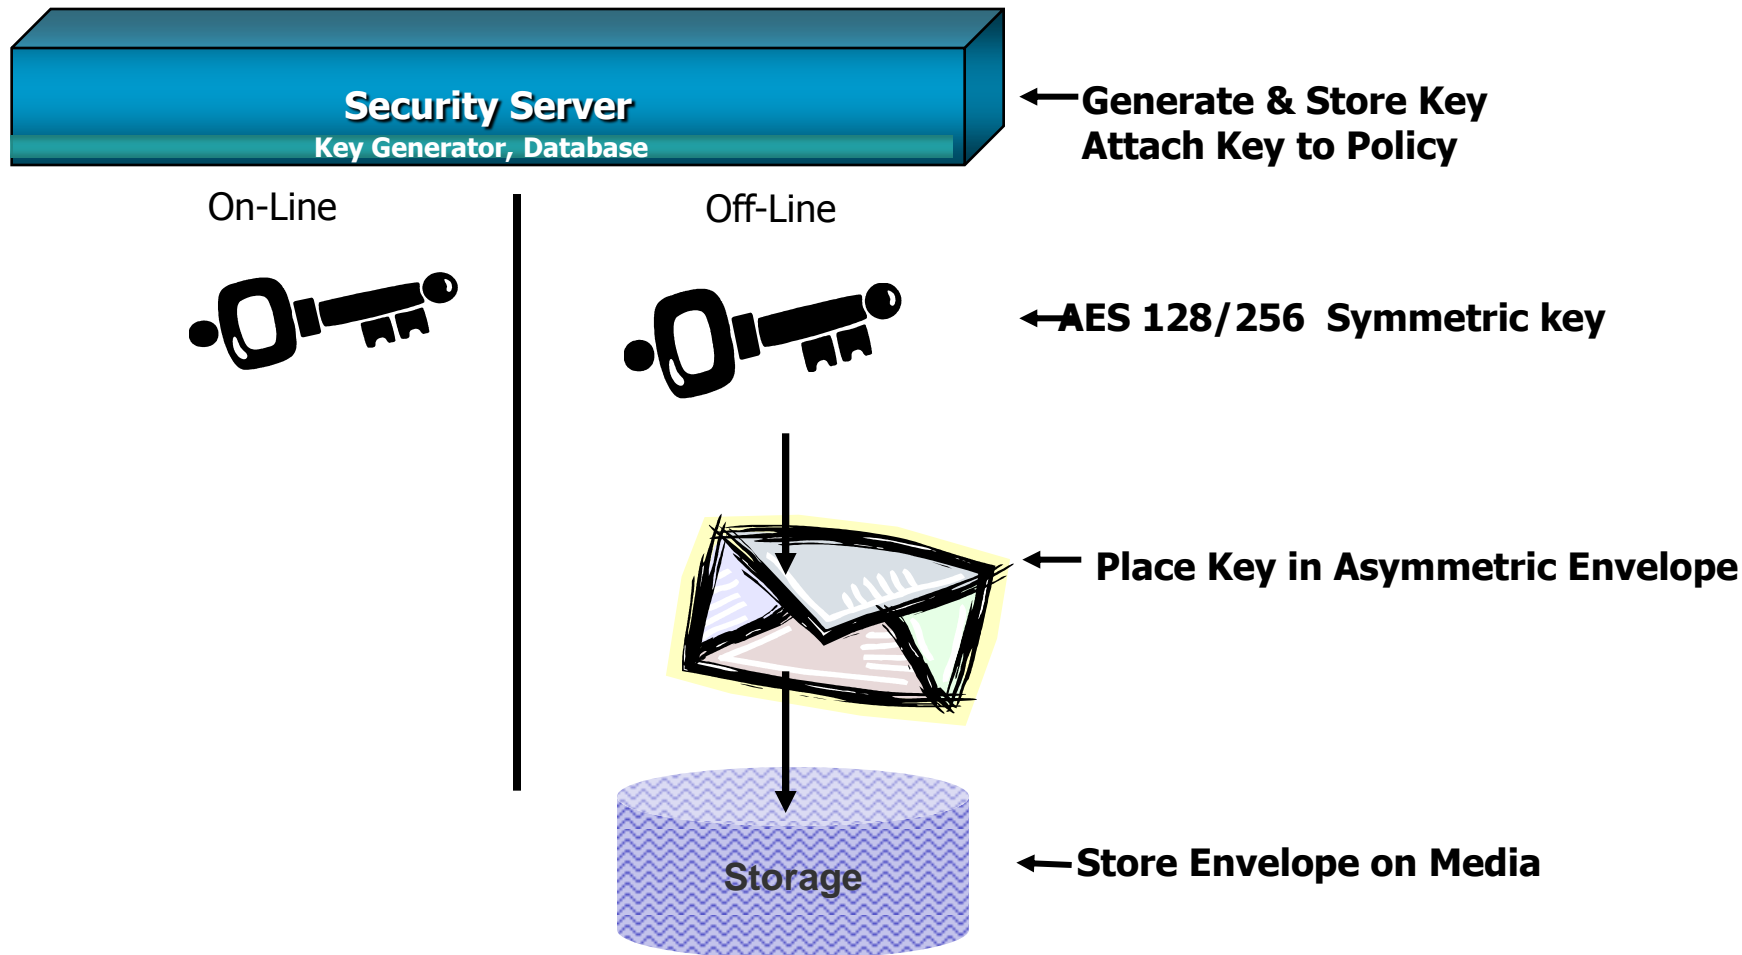 Security Server
Key Generator, Database
Generate & Store Key
Attach Key to Policy
On-Line
Off-Line
AES 128/256 Symmetric key
Place Key in Asymmetric Envelope
Storage
Store Envelope on Media